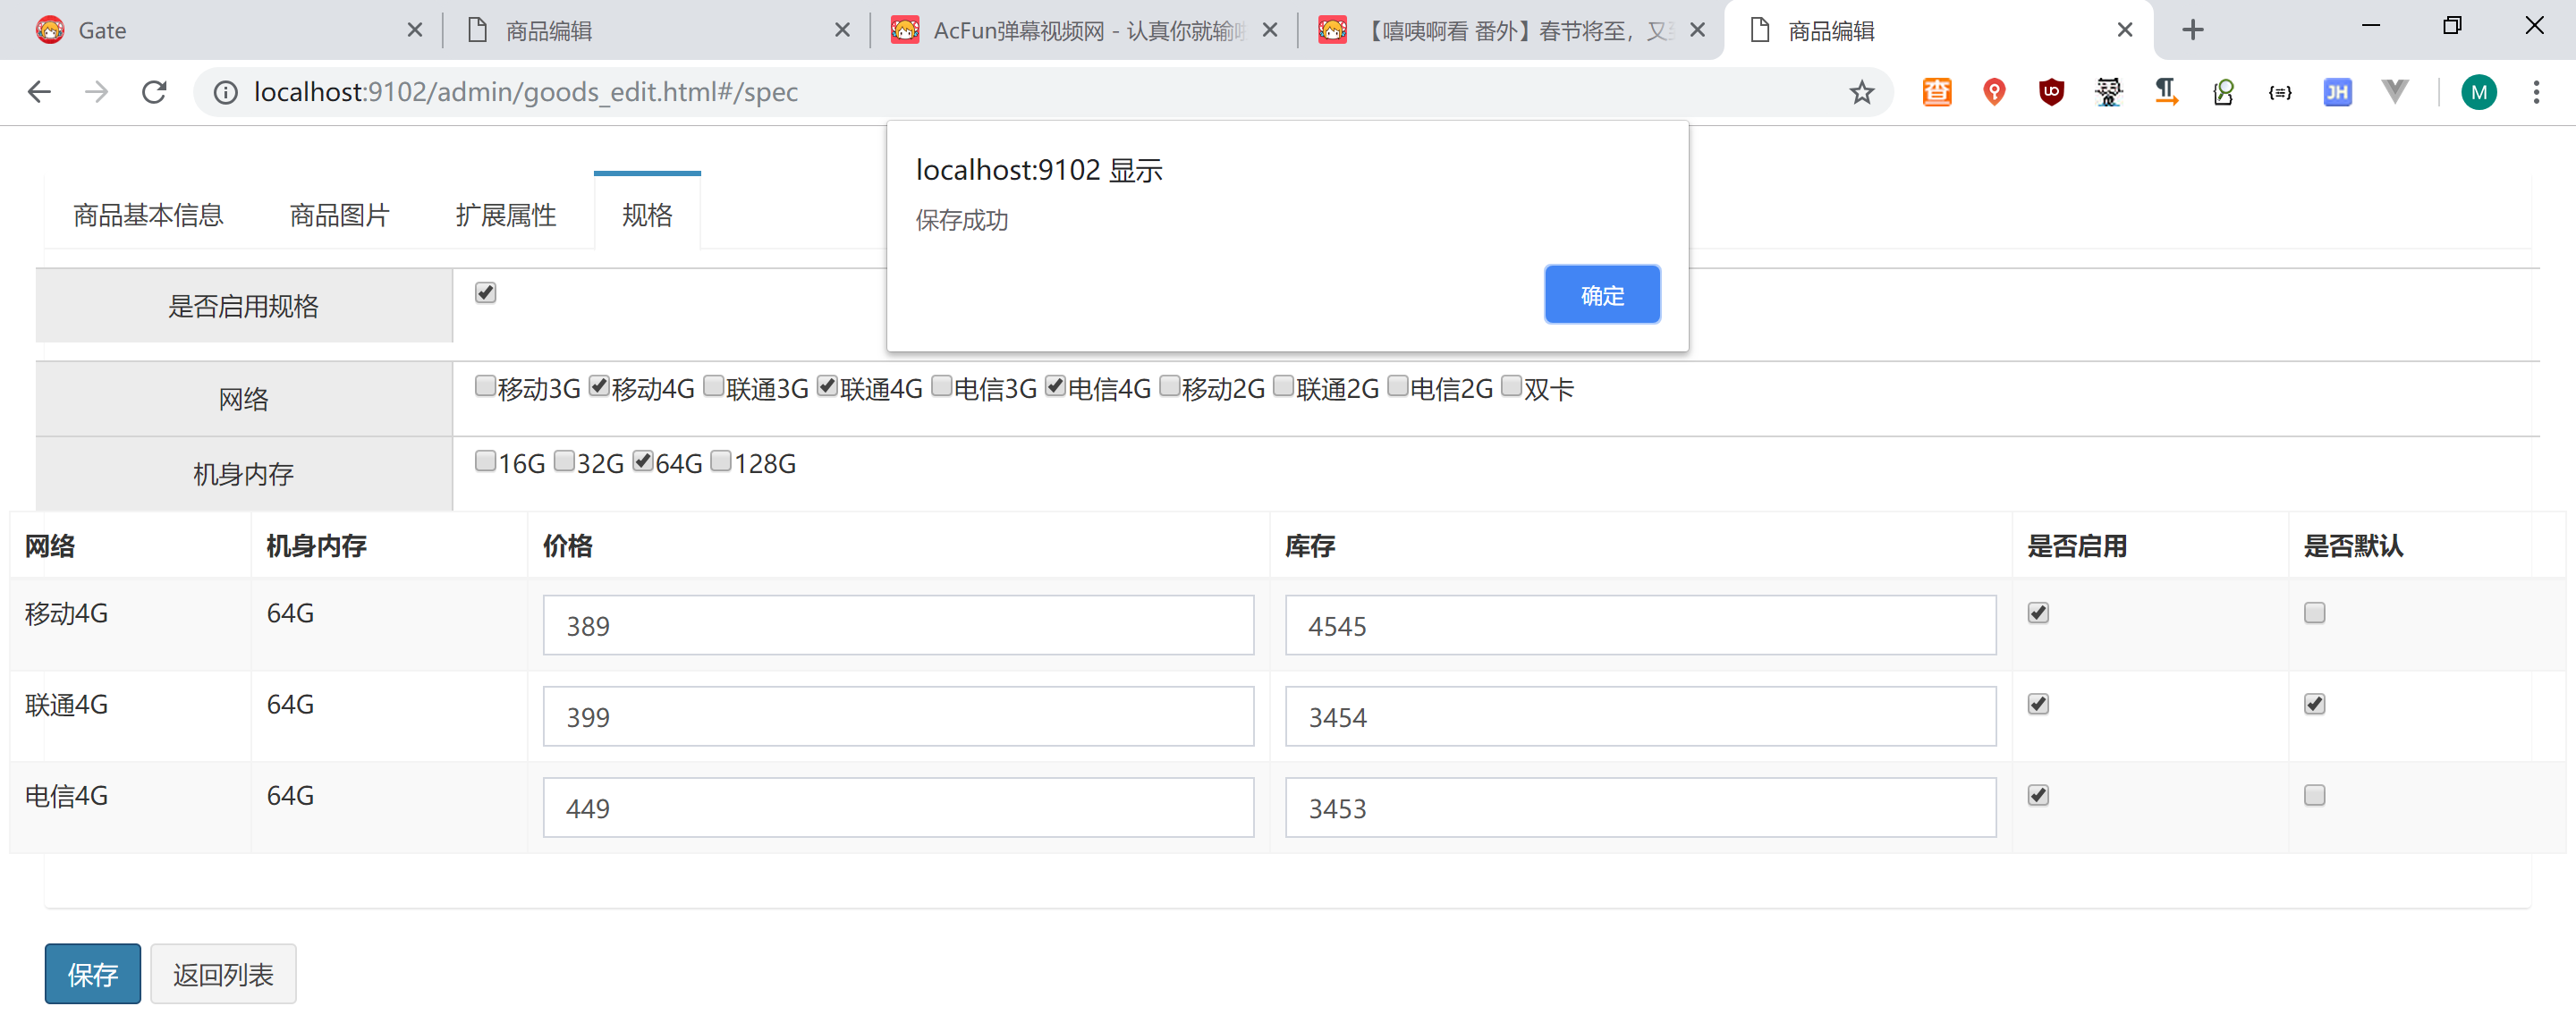 Gate
商品编辑
AcFun弹幕视频网 - 认真你就输
【嘻咦啊看 番外】春节将至，又
商品编辑
localhost:9102/admin/goods_edit.html#/spec
查
JH
M
localhost:9102 显示
保存成功
确定
商品基本信息
商品图片
扩展属性
规格
是否启用规格
网络
移动3G 移动4G 联通3G 联通4G 电信3G 电信4G 移动2G 联通2G 电信2G 双卡
机身内存
16G 32G 64G 128G
网络 机身内存 价格 库存 是否启用 是否默认
移动4G 64G 389 4545
联通4G 64G 399 3454
电信4G 64G 449 3453
保存 返回列表